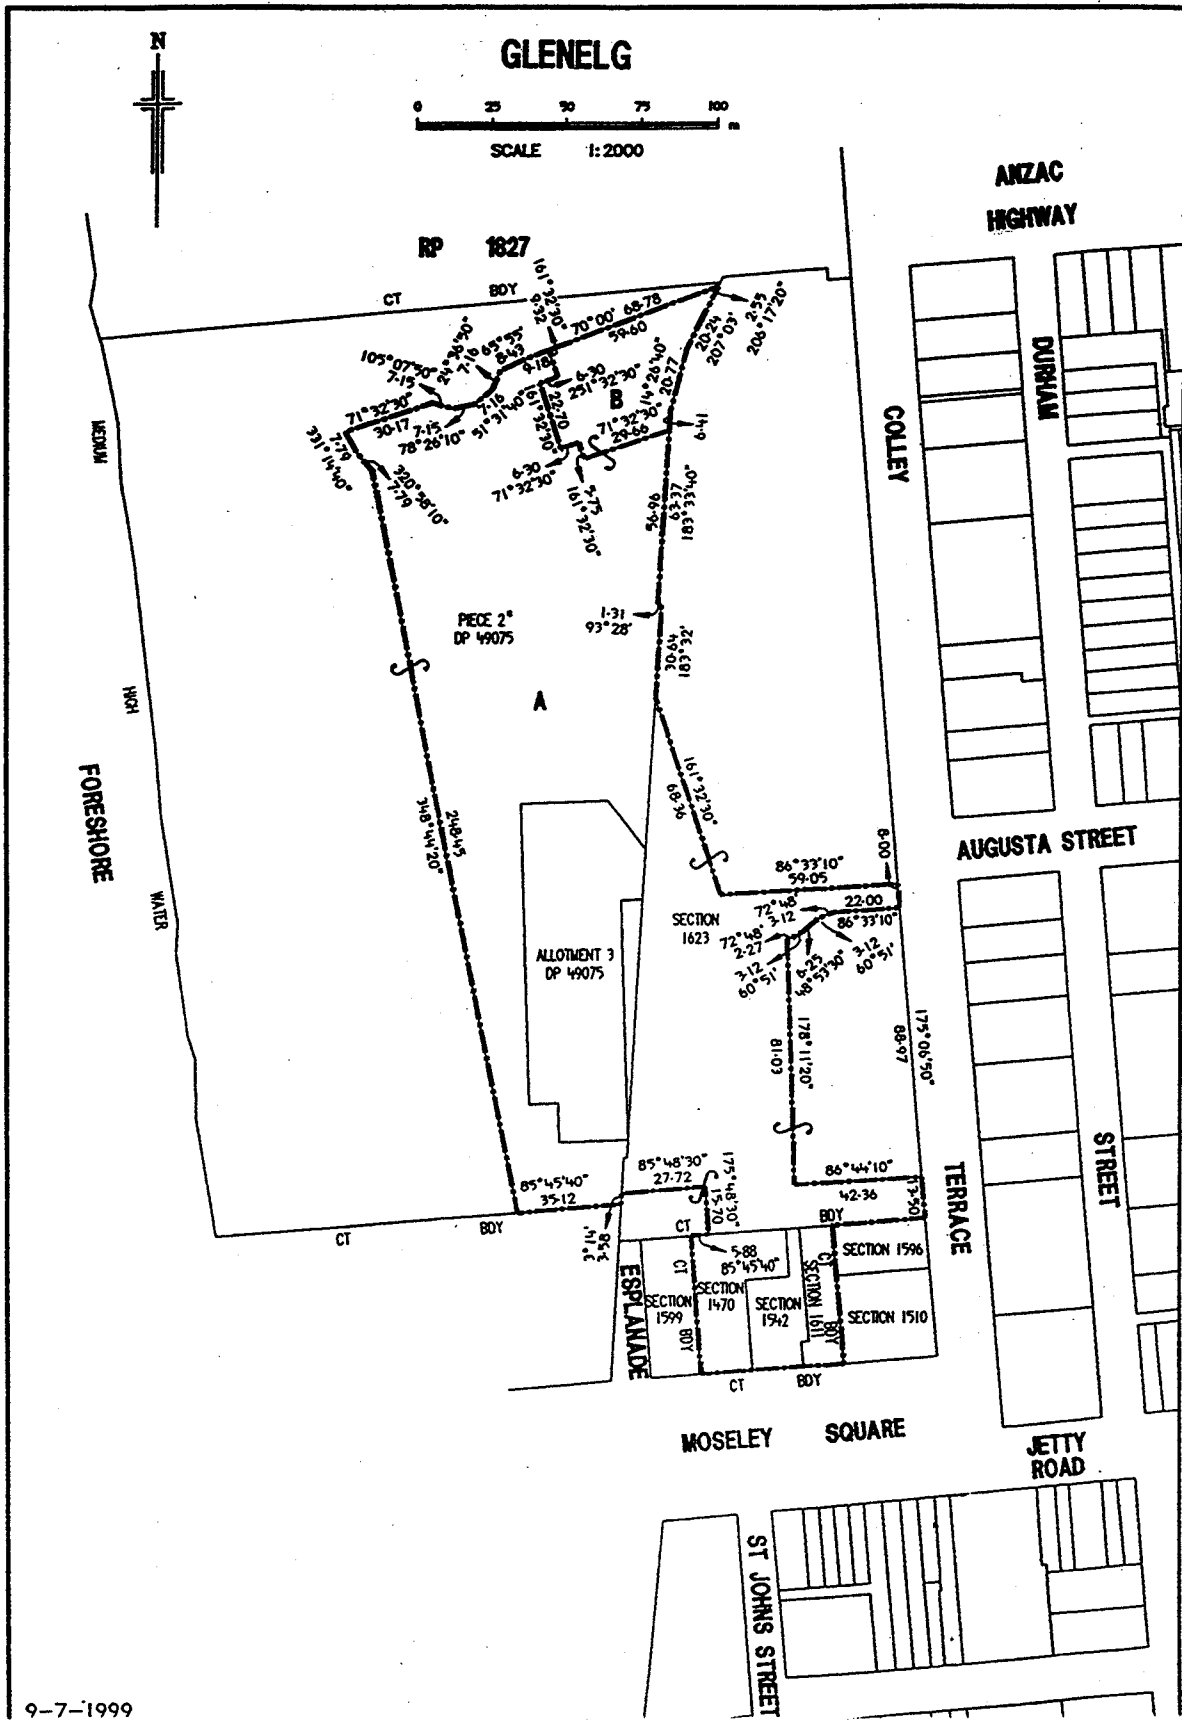 N
GLENELG
0 25 50 75 100
m
SCALE 1:2000
ANZAC
HIGHWAY
RP 1827
CT BDY
161°32'30"
9·32
70°00' 68·78
59·60
2·55
206°17'20"
20·24
207°03'
105°07'50"
7·15
24°36'50"
7·16
65°55'
8·43
9·18
6·30
251°32'30"
B
14°26'40"
20·77
71°32'30"
30·17
7·15
78°26'10"
7·16
51°31'40"
22·70
161°32'30"
71°32'30"
29·66
6·41
7·79
331°14'40"
320°58'10"
7·79
6·30
71°32'30"
5·75
161°32'30"
56·96
63·37
183°33'40"
DURHAM
COLLEY
MEDIUM
PIECE 2"
DP 49075
1·31
93°28'
30·64
183°32'
A
HIGH
FORESHORE
WATER
248·45
348°44'20"
161°32'30"
68·36
8·00
AUGUSTA STREET
86°33'10"
59·05
22·00
86°33'10"
72°48'
3·12
72°48'
2·27
3·12
60°51'
6·25
48°53'30"
3·12
60°51'
SECTION
1623
ALLOTMENT 3
DP 49075
178°11'20"
81·03
175°06'50"
88·97
STREET
TERRACE
85°45'40"
35·12
85°48'30"
27·72
175°48'30"
15·70
86°44'10"
42·36
13·50
3·58
3°14'
CT BDY
CT
BDY
5·88
85°45'40"
ESPLANADE
SECTION
1599
CT
BDY
SECTION
1470
SECTION
1542
SECTION 1611
CT
BDY
SECTION 1596
SECTION 1510
CT BDY
MOSELEY SQUARE
JETTY
ROAD
ST JOHNS STREET
9-7-1999